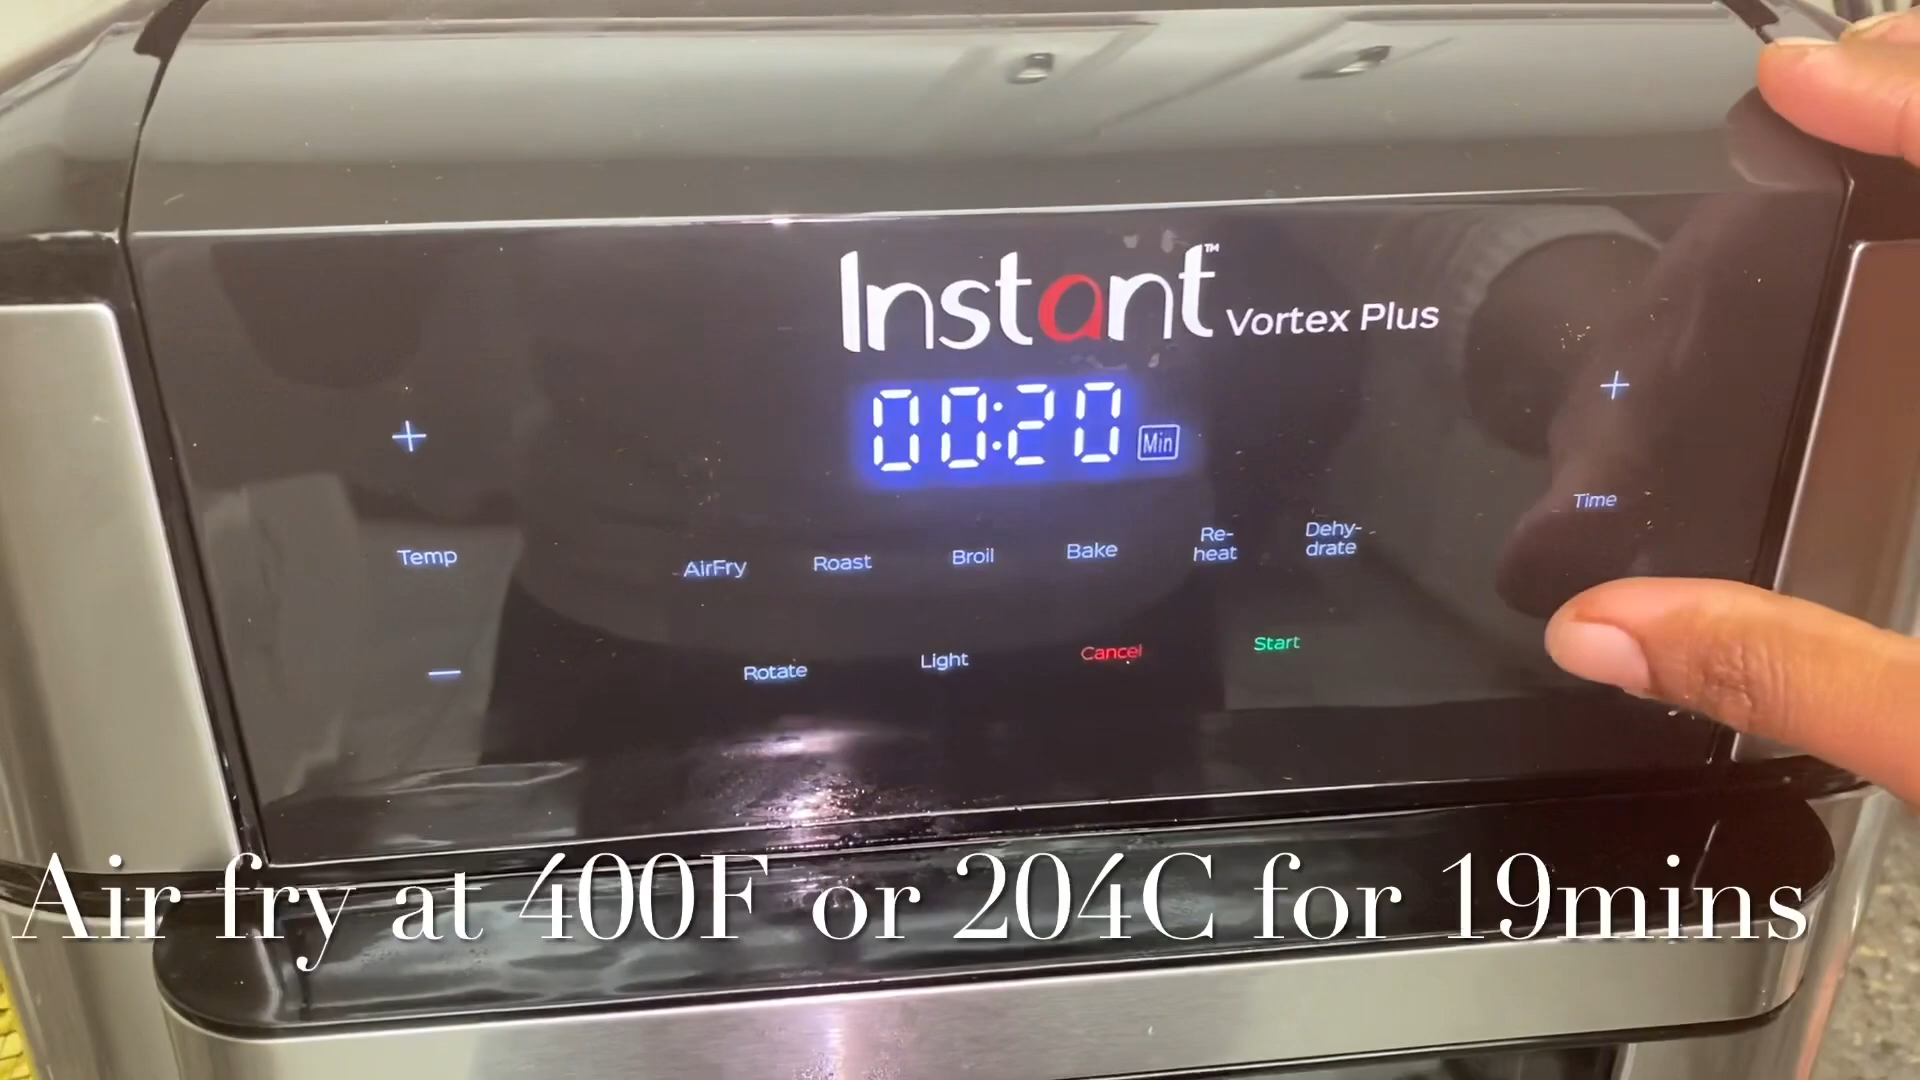 Instant™ Vortex Plus
00:20 Min
+
+
Time
Temp
AirFry Roast Broil Bake Re-heat Dehy-drate
−
Rotate Light Cancel Start
Air fry at 400F or 204C for 19mins